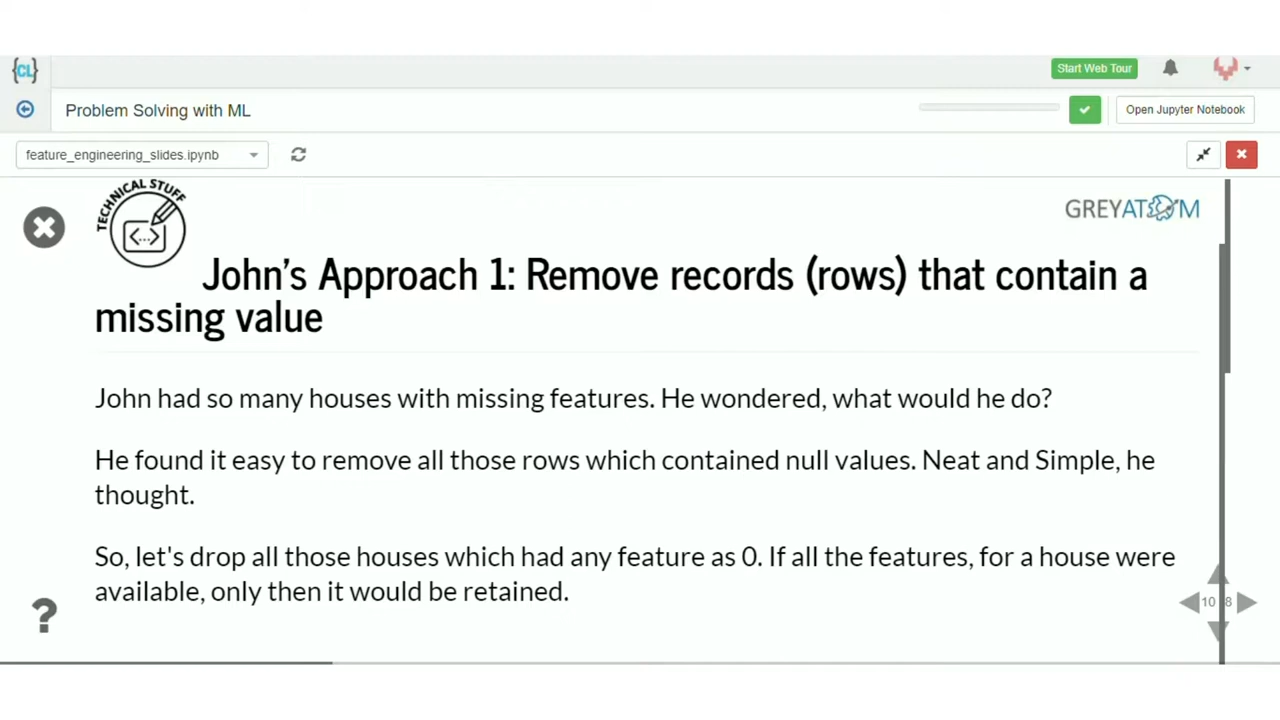 {CL}
Start Web Tour
Problem Solving with ML
Open Jupyter Notebook
feature_engineering_slides.ipynb
TECHNICAL STUFF
GREYATOM
John's Approach 1: Remove records (rows) that contain a
missing value
John had so many houses with missing features. He wondered, what would he do?
He found it easy to remove all those rows which contained null values. Neat and Simple, he
thought.
So, let's drop all those houses which had any feature as 0. If all the features, for a house were
available, only then it would be retained.
?
10 8